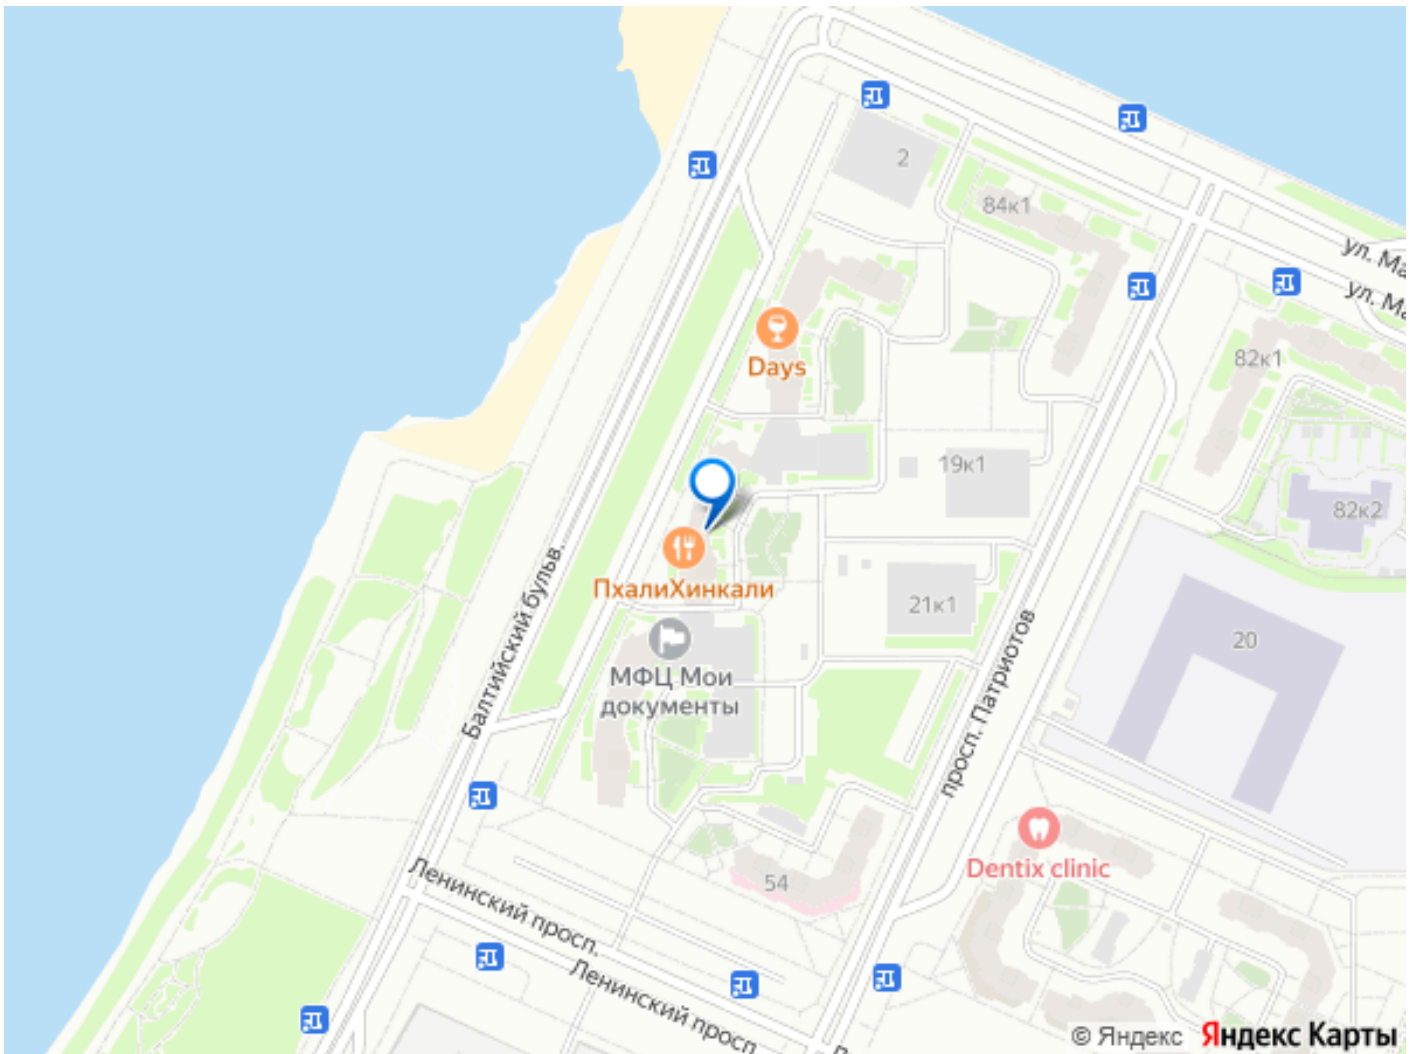 2
84к1
ул. Ма
ул. Ма
82к1
Days
19к1
82к2
Балтийский бульв.
ПхалиХинкали
21к1
просп. Патриотов
20
МФЦ Мои
документы
Dentix clinic
54
Ленинский просп.
Ленинский просп
© Яндекс Яндекс Карты